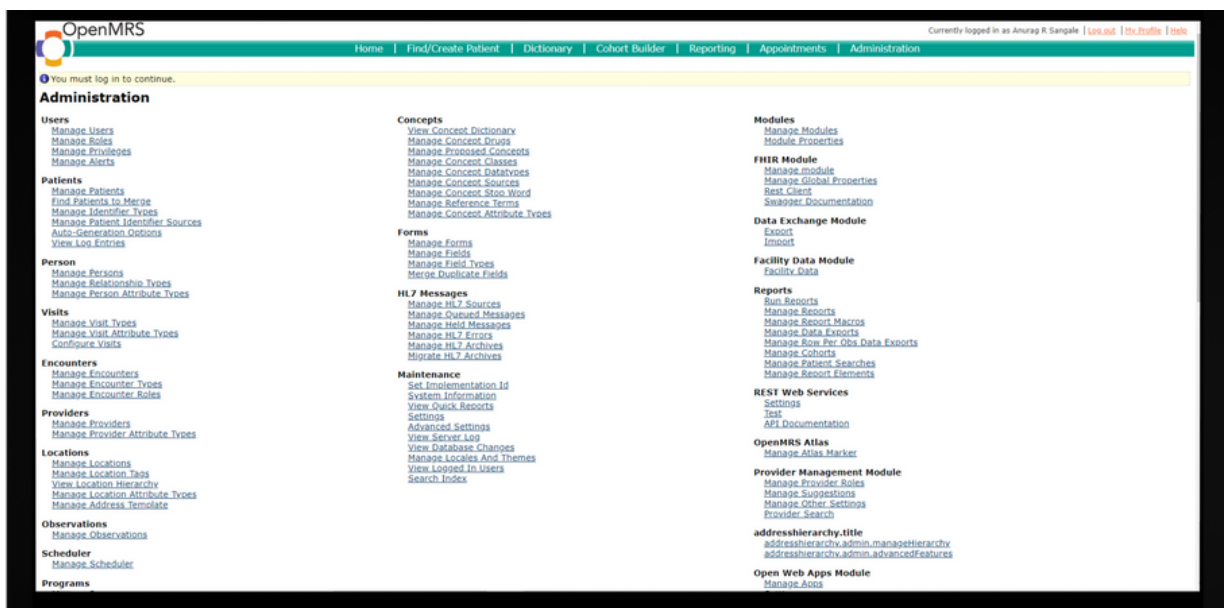 OpenMRS
Currently logged in as Anurag R Sangale | Log out | My Profile | Help
Home | Find/Create Patient | Dictionary | Cohort Builder | Reporting | Appointments | Administration
You must log in to continue.
Administration
Users
Manage Users
Manage Roles
Manage Privileges
Manage Alerts
Patients
Manage Patients
Find Patients to Merge
Manage Identifier Types
Manage Patient Identifier Sources
Auto-Generation Options
View Log Entries
Person
Manage Persons
Manage Relationship Types
Manage Person Attribute Types
Visits
Manage Visit Types
Manage Visit Attribute Types
Configure Visits
Encounters
Manage Encounters
Manage Encounter Types
Manage Encounter Roles
Providers
Manage Providers
Manage Provider Attribute Types
Locations
Manage Locations
Manage Location Tags
View Location Hierarchy
Manage Location Attribute Types
Manage Address Template
Observations
Manage Observations
Scheduler
Manage Scheduler
Programs
Concepts
View Concept Dictionary
Manage Concept Drugs
Manage Proposed Concepts
Manage Concept Classes
Manage Concept Datatypes
Manage Concept Sources
Manage Concept Stop Word
Manage Reference Terms
Manage Concept Attribute Types
Forms
Manage Forms
Manage Fields
Manage Field Types
Merge Duplicate Fields
HL7 Messages
Manage HL7 Sources
Manage Queued Messages
Manage Held Messages
Manage HL7 Errors
Manage HL7 Archives
Migrate HL7 Archives
Maintenance
Set Implementation Id
System Information
View Quick Reports
Settings
Advanced Settings
View Server Log
View Database Changes
Manage Locales And Themes
View Logged In Users
Search Index
Modules
Manage Modules
Module Properties
FHIR Module
Manage module
Manage Global Properties
Rest Client
Swagger Documentation
Data Exchange Module
Export
Import
Facility Data Module
Facility Data
Reports
Run Reports
Manage Reports
Manage Report Macros
Manage Data Exports
Manage Row Per Obs Data Exports
Manage Cohorts
Manage Patient Searches
Manage Report Elements
REST Web Services
Settings
Test
API Documentation
OpenMRS Atlas
Manage Atlas Marker
Provider Management Module
Manage Provider Roles
Manage Suggestions
Manage Other Settings
Provider Search
addresshierarchy.title
addresshierarchy.admin.manageHierarchy
addresshierarchy.admin.advancedFeatures
Open Web Apps Module
Manage Apps